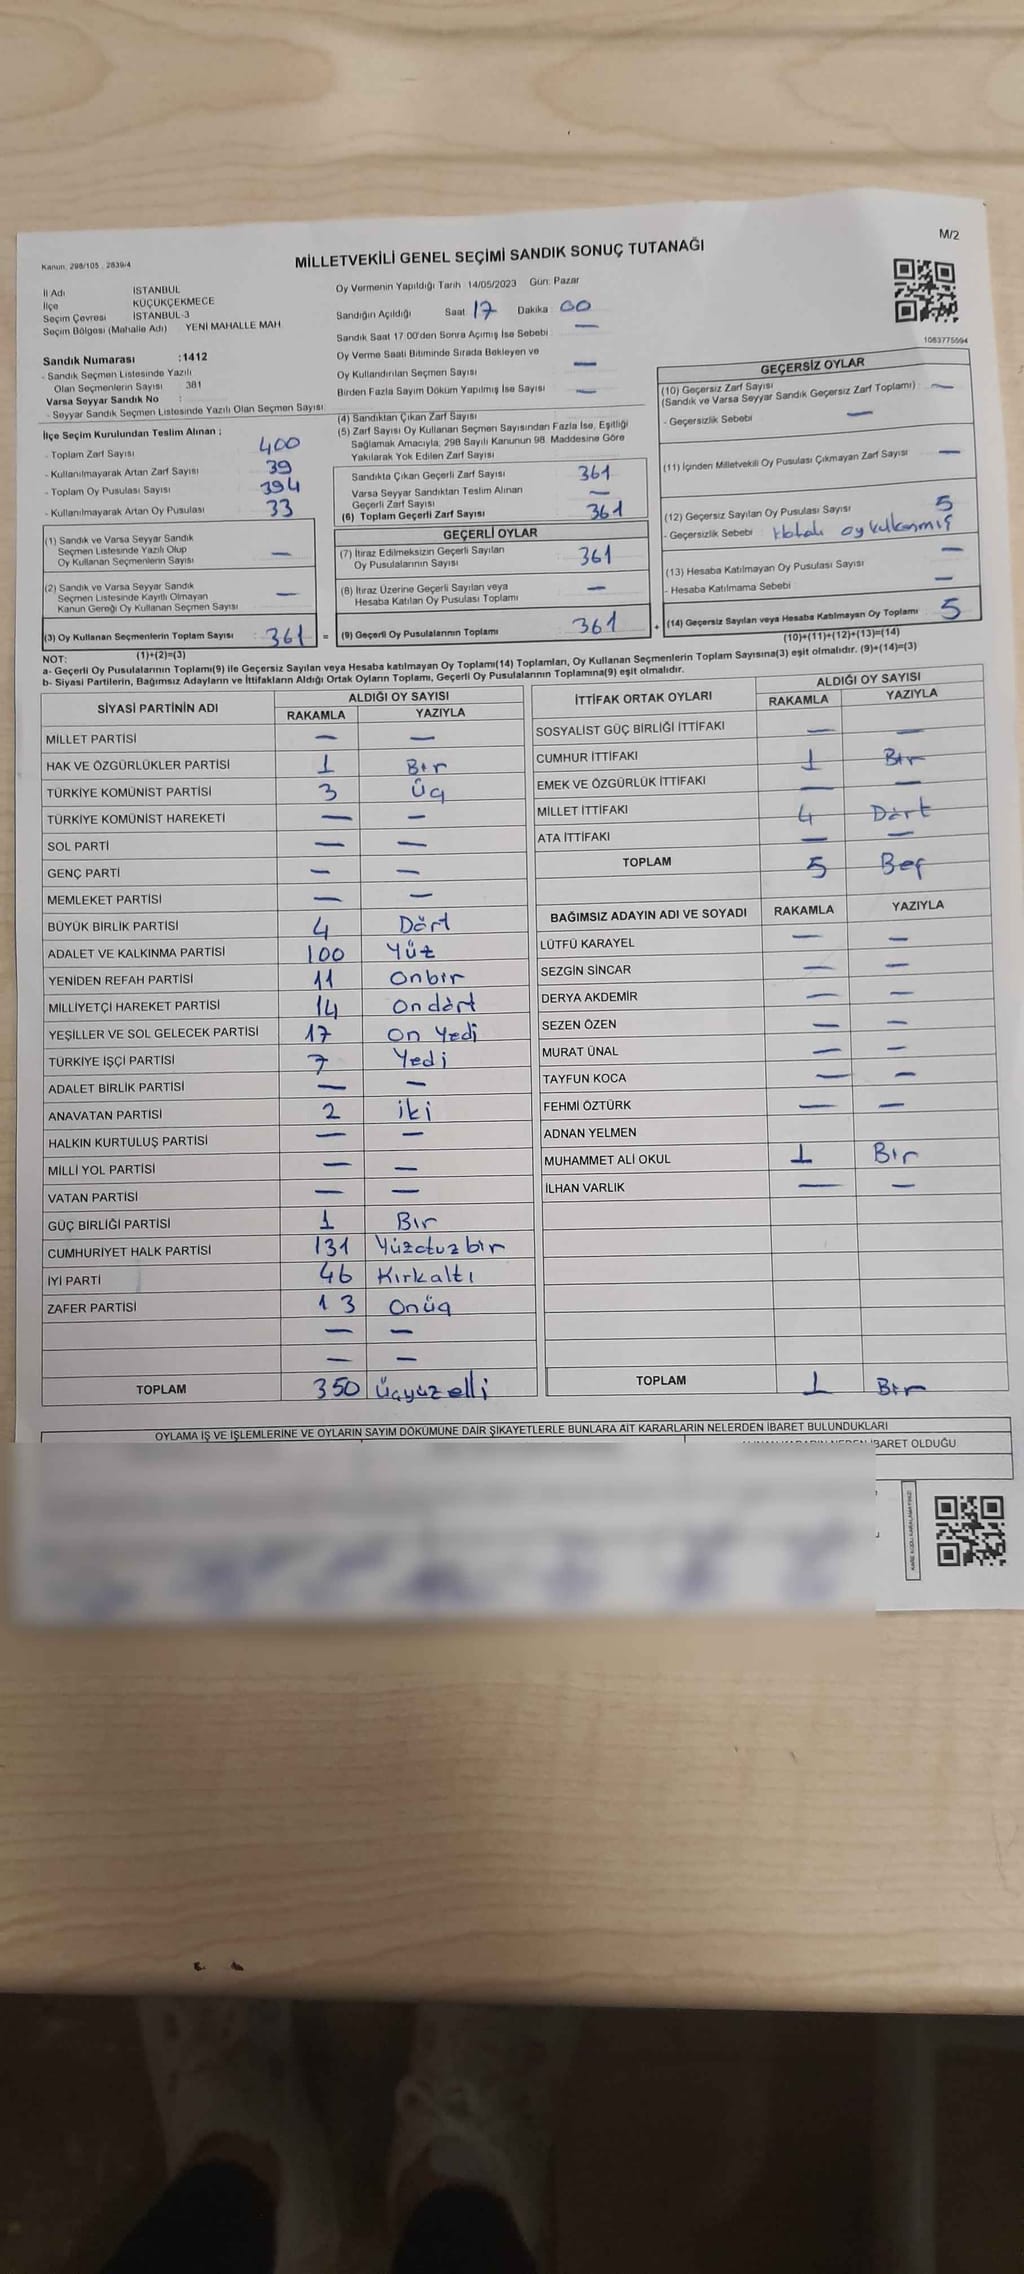 M/2
Kanun: 298/105 , 2839/4
MİLLETVEKİLİ GENEL SEÇİMİ SANDIK SONUÇ TUTANAĞI
1063775694
İl Adı İSTANBUL
İlçe KÜÇÜKÇEKMECE
Seçim Çevresi İSTANBUL-3
Seçim Bölgesi (Mahalle Adı) YENİ MAHALLE MAH.
Sandık Numarası :1412
- Sandık Seçmen Listesinde Yazılı
Olan Seçmenlerin Sayısı 381
Varsa Seyyar Sandık No :
- Seyyar Sandık Seçmen Listesinde Yazılı Olan Seçmen Sayısı:
Oy Vermenin Yapıldığı Tarih 14/05/2023 Gün: Pazar
Sandığın Açıldığı Saat 17 Dakika 00
Sandık Saat 17.00'den Sonra Açımış İse Sebebi : —
Oy Verme Saati Bitiminde Sırada Bekleyen ve
Oy Kullandırılan Seçmen Sayısı —
Birden Fazla Sayım Döküm Yapılmış İse Sayısı —
İlçe Seçim Kurulundan Teslim Alınan :
- Toplam Zarf Sayısı 400
- Kullanılmayarak Artan Zarf Sayısı 39
- Toplam Oy Pusulası Sayısı 394
- Kullanılmayarak Artan Oy Pusulası 33
(1) Sandık ve Varsa Seyyar Sandık
Seçmen Listesinde Yazılı Olup
Oy Kullanan Seçmenlerin Sayısı —
(2) Sandık ve Varsa Seyyar Sandık
Seçmen Listesinde Kayıtlı Olmayan
Kanun Gereği Oy Kullanan Seçmen Sayısı —
(3) Oy Kullanan Seçmenlerin Toplam Sayısı : 361 =
(1)+(2)=(3)
(4) Sandıktan Çıkan Zarf Sayısı :
(5) Zarf Sayısı Oy Kullanan Seçmen Sayısından Fazla İse, Eşitliği
Sağlamak Amacıyla, 298 Sayılı Kanunun 98. Maddesine Göre
Yakılarak Yok Edilen Zarf Sayısı
Sandıkta Çıkan Geçerli Zarf Sayısı 361
Varsa Seyyar Sandıktan Teslim Alınan
Geçerli Zarf Sayısı —
(6) Toplam Geçerli Zarf Sayısı 361
GEÇERLİ OYLAR
(7) İtiraz Edilmeksizin Geçerli Sayılan
Oy Pusulalarının Sayısı 361
(8) İtiraz Üzerine Geçerli Sayılan veya
Hesaba Katılan Oy Pusulası Toplamı —
(9) Geçerli Oy Pusulalarının Toplamı 361 +
GEÇERSİZ OYLAR
(10) Geçersiz Zarf Sayısı
(Sandık ve Varsa Seyyar Sandık Geçersiz Zarf Toplamı) : —
- Geçersizlik Sebebi —
(11) İçinden Milletvekili Oy Pusulası Çıkmayan Zarf Sayısı —
(12) Geçersiz Sayılan Oy Pusulası Sayısı 5
- Geçersizlik Sebebi : Hatalı oy kullanmış
(13) Hesaba Katılmayan Oy Pusulası Sayısı —
- Hesaba Katılmama Sebebi —
(14) Geçersiz Sayılan veya Hesaba Katılmayan Oy Toplamı 5
(10)+(11)+(12)+(13)=(14)
NOT:
a- Geçerli Oy Pusulalarının Toplamı(9) ile Geçersiz Sayılan veya Hesaba katılmayan Oy Toplamı(14) Toplamları, Oy Kullanan Seçmenlerin Toplam Sayısına(3) eşit olmalıdır. (9)+(14)=(3)
b- Siyasi Partilerin, Bağımsız Adayların ve İttifakların Aldığı Ortak Oyların Toplamı, Geçerli Oy Pusulalarının Toplamına(9) eşit olmalıdır.
SİYASİ PARTİNİN ADI ALDIĞI OY SAYISI
RAKAMLA YAZIYLA
MİLLET PARTİSİ — —
HAK VE ÖZGÜRLÜKLER PARTİSİ 1 Bir
TÜRKİYE KOMÜNİST PARTİSİ 3 Üç
TÜRKİYE KOMÜNİST HAREKETİ — —
SOL PARTİ — —
GENÇ PARTİ — —
MEMLEKET PARTİSİ — —
BÜYÜK BİRLİK PARTİSİ 4 Dört
ADALET VE KALKINMA PARTİSİ 100 Yüz
YENİDEN REFAH PARTİSİ 11 Onbir
MİLLİYETÇİ HAREKET PARTİSİ 14 Ondört
YEŞİLLER VE SOL GELECEK PARTİSİ 17 On Yedi
TÜRKİYE İŞÇİ PARTİSİ 7 Yedi
ADALET BİRLİK PARTİSİ — —
ANAVATAN PARTİSİ 2 iki
HALKIN KURTULUŞ PARTİSİ — —
MİLLİ YOL PARTİSİ — —
VATAN PARTİSİ — —
GÜÇ BİRLİĞİ PARTİSİ 1 Bir
CUMHURİYET HALK PARTİSİ 131 Yüzotuzbir
İYİ PARTİ 46 Kırkaltı
ZAFER PARTİSİ 13 Onüç
— —
— —
TOPLAM 350 Üçyüzelli
İTTİFAK ORTAK OYLARI ALDIĞI OY SAYISI
RAKAMLA YAZIYLA
SOSYALİST GÜÇ BİRLİĞİ İTTİFAKI — —
CUMHUR İTTİFAKI 1 Bir
EMEK VE ÖZGÜRLÜK İTTİFAKI — —
MİLLET İTTİFAKI 4 Dört
ATA İTTİFAKI — —
TOPLAM 5 Beş
BAĞIMSIZ ADAYIN ADI VE SOYADI RAKAMLA YAZIYLA
LÜTFÜ KARAYEL — —
SEZGİN SİNCAR — —
DERYA AKDEMİR — —
SEZEN ÖZEN — —
MURAT ÜNAL — —
TAYFUN KOCA — —
FEHMİ ÖZTÜRK — —
ADNAN YELMEN
MUHAMMET ALİ OKUL 1 Bir
İLHAN VARLIK — —
TOPLAM 1 Bir
OYLAMA İŞ VE İŞLEMLERİNE VE OYLARIN SAYIM DÖKÜMÜNE DAİR ŞİKAYETLERLE BUNLARA AİT KARARLARIN NELERDEN İBARET BULUNDUKLARI
İBARET OLDUĞU